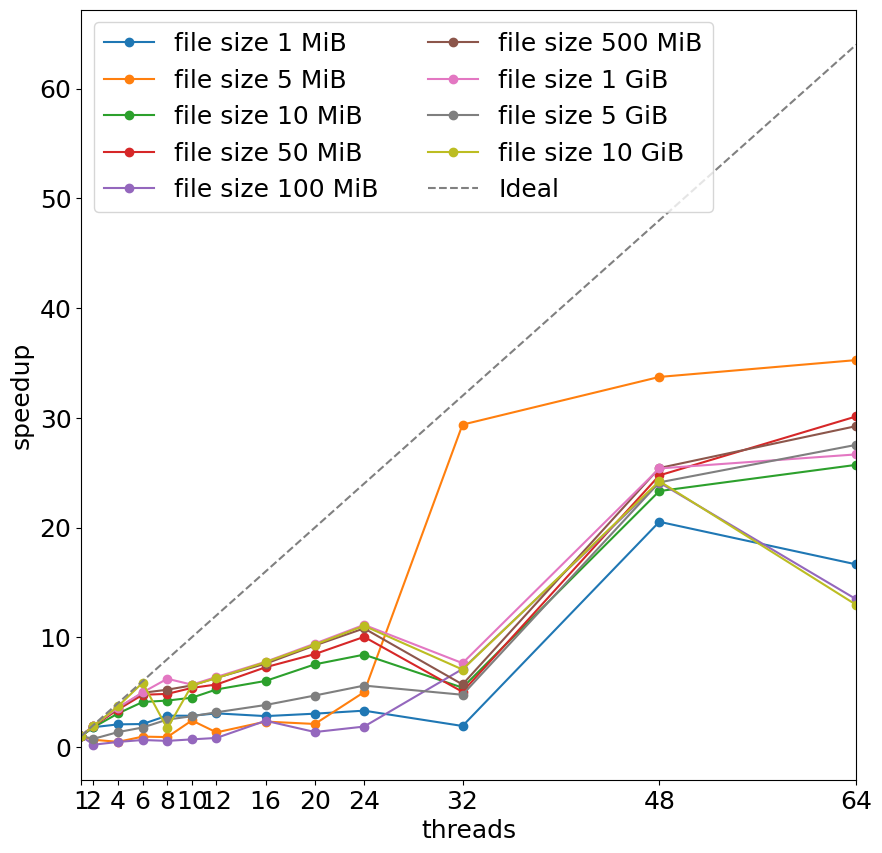 file size 1 MiB
file size 5 MiB
file size 10 MiB
file size 50 MiB
file size 100 MiB
file size 500 MiB
file size 1 GiB
file size 5 GiB
file size 10 GiB
Ideal
60
50
40
30
20
10
0
speedup
1 2 4 6 8 10 12 16 20 24 32 48 64
threads